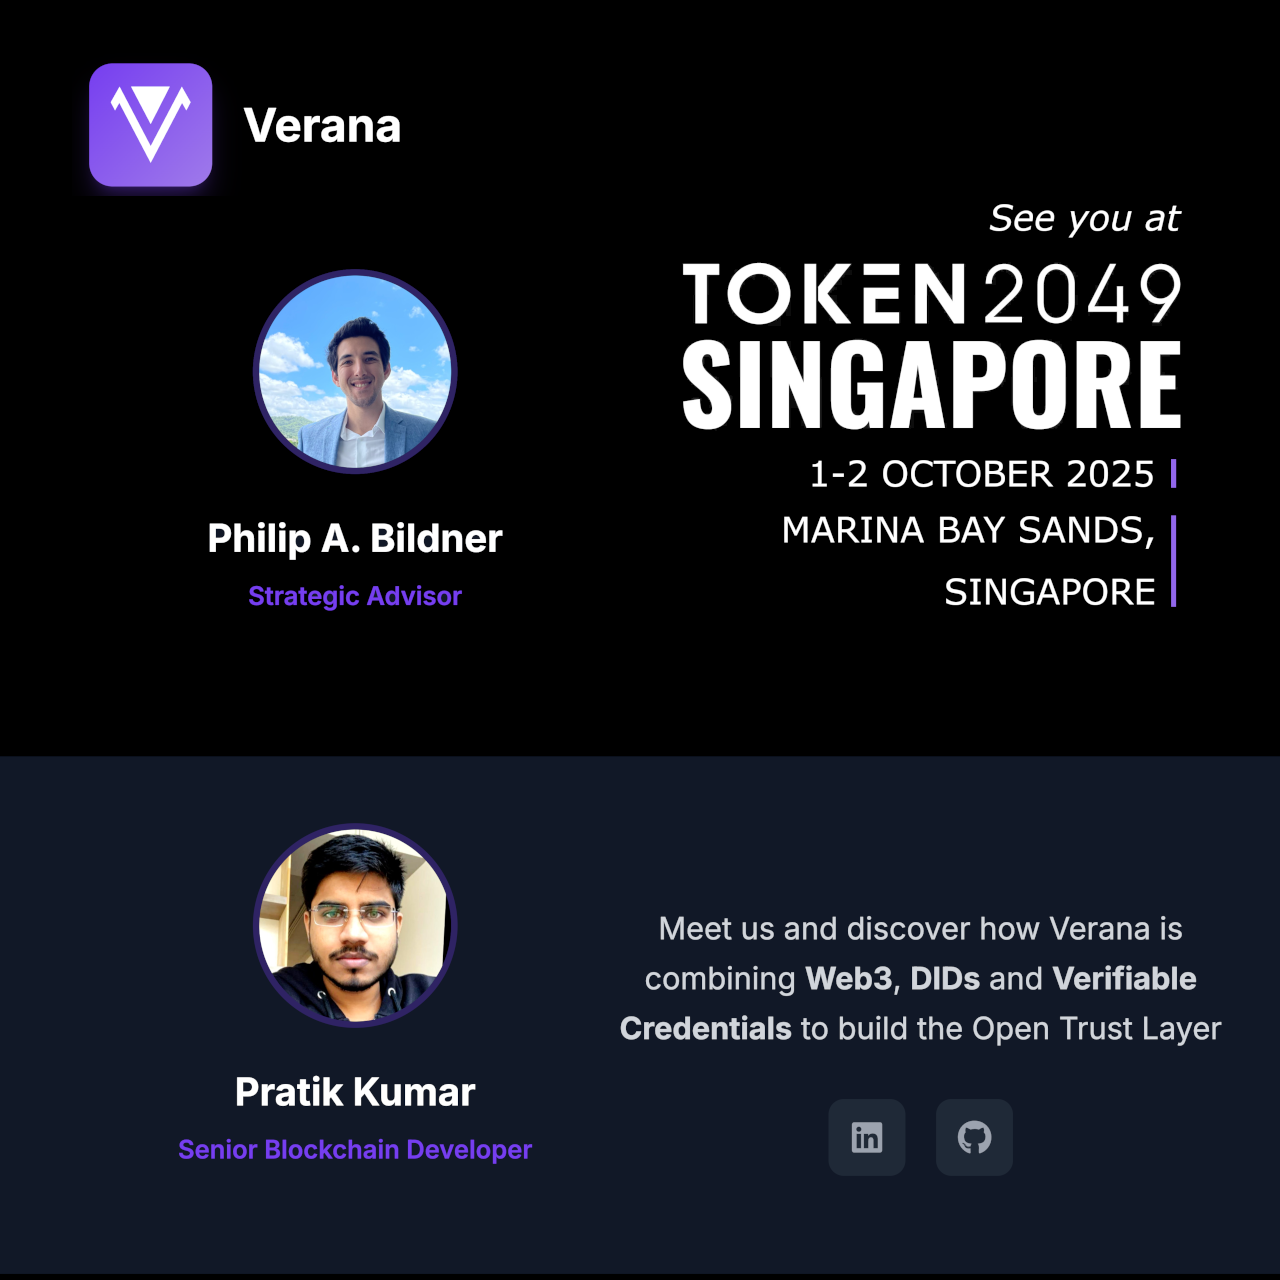 Verana
See you at
TOKEN2049
SINGAPORE
1-2 OCTOBER 2025
MARINA BAY SANDS,
SINGAPORE
Philip A. Bildner
Strategic Advisor
Pratik Kumar
Senior Blockchain Developer
Meet us and discover how Verana is
combining Web3, DIDs and Verifiable
Credentials to build the Open Trust Layer
in